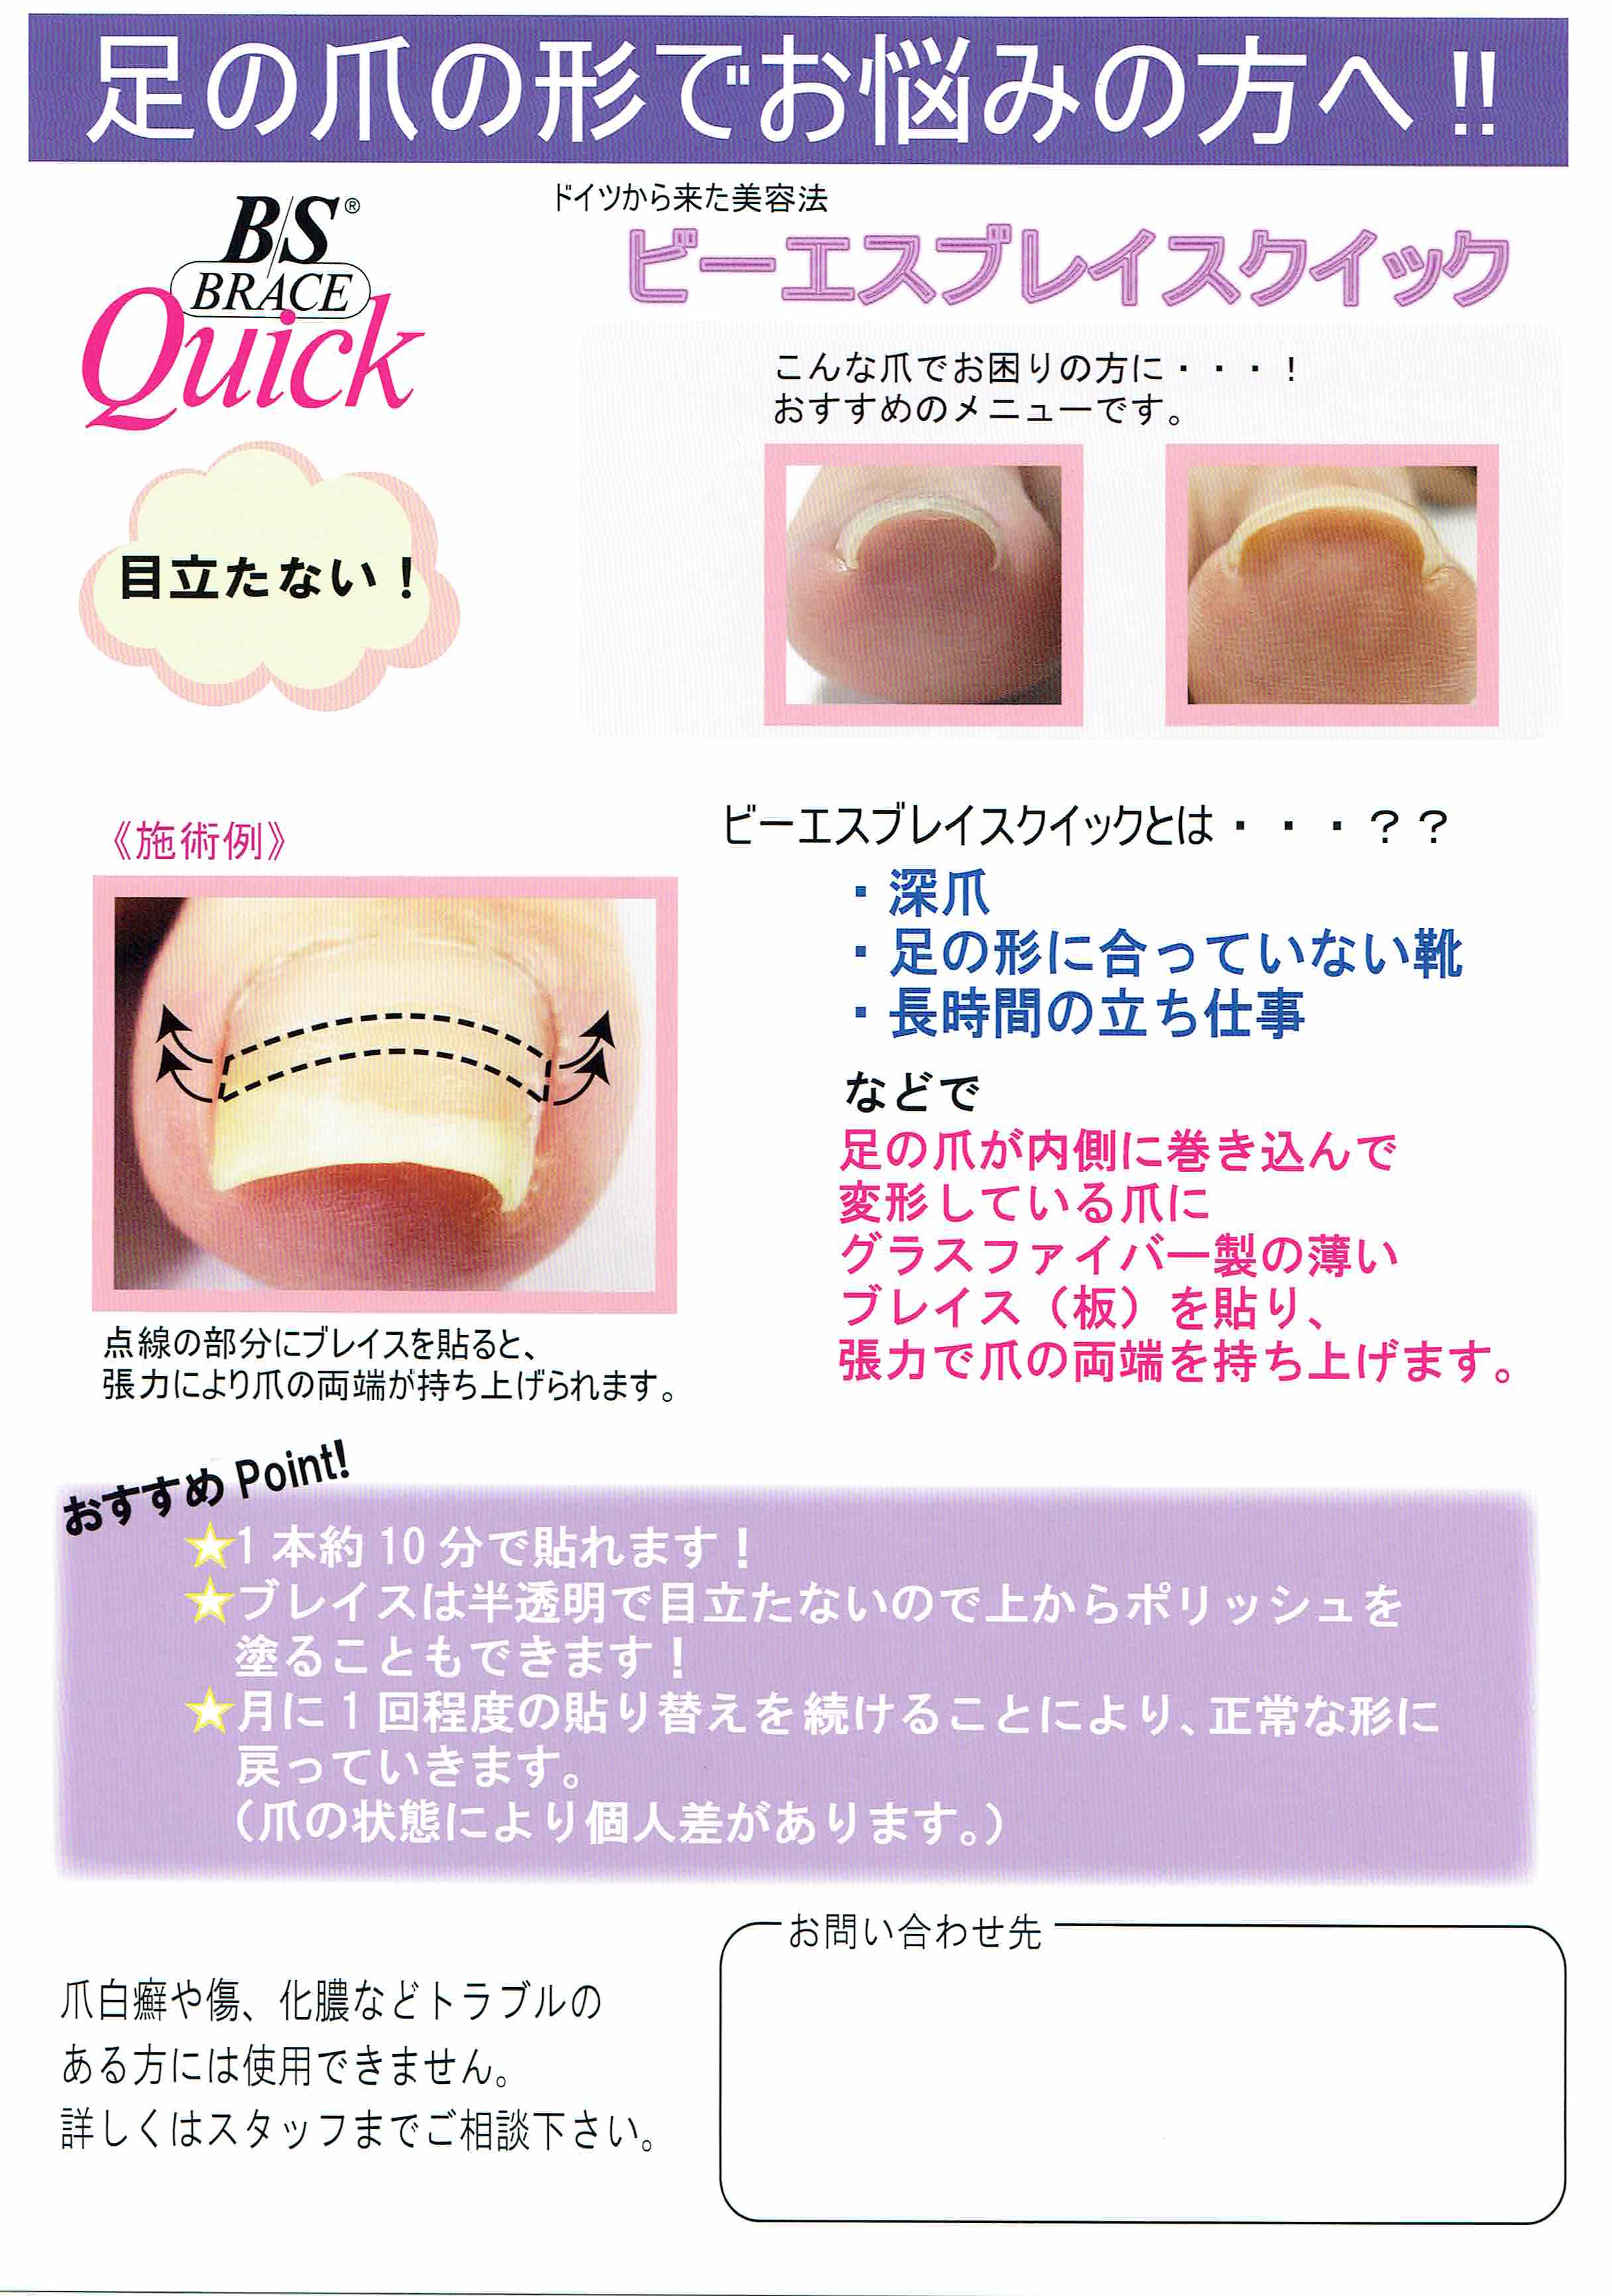 足の爪の形でお悩みの方へ!!
B/S®
BRACE
Quick
ドイツから来た美容法
ビーエスブレイスクイック
こんな爪でお困りの方に・・・！
おすすめのメニューです。
目立たない！
《施術例》
点線の部分にブレイスを貼ると、
張力により爪の両端が持ち上げられます。
ビーエスブレイスクイックとは・・・？？
・深爪
・足の形に合っていない靴
・長時間の立ち仕事
などで
足の爪が内側に巻き込んで
変形している爪に
グラスファイバー製の薄い
ブレイス（板）を貼り、
張力で爪の両端を持ち上げます。
おすすめ Point!
★1本約10分で貼れます！
★ブレイスは半透明で目立たないので上からポリッシュを
塗ることもできます！
★月に1回程度の貼り替えを続けることにより、正常な形に
戻っていきます。
（爪の状態により個人差があります。）
爪白癬や傷、化膿などトラブルの
ある方には使用できません。
詳しくはスタッフまでご相談下さい。
お問い合わせ先